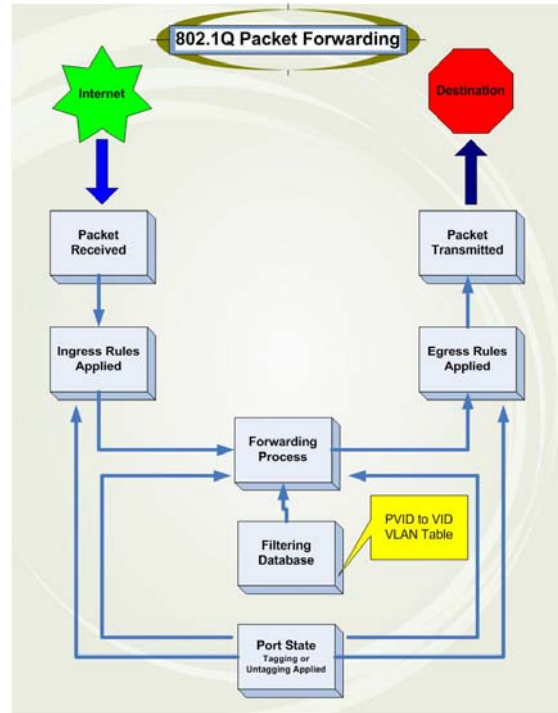 802.1Q Packet Forwarding
Internet
Destination
Packet
Received
Packet
Transmitted
Ingress Rules
Applied
Egress Rules
Applied
Forwarding
Process
PVID to VID
VLAN Table
Filtering
Database
Port State
Tagging or
Untagging Applied